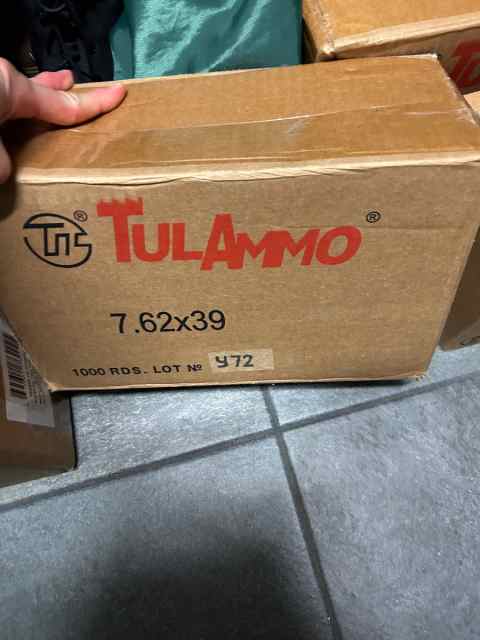 TULAMMO®
7.62x39
1000 RDS. LOT № У72